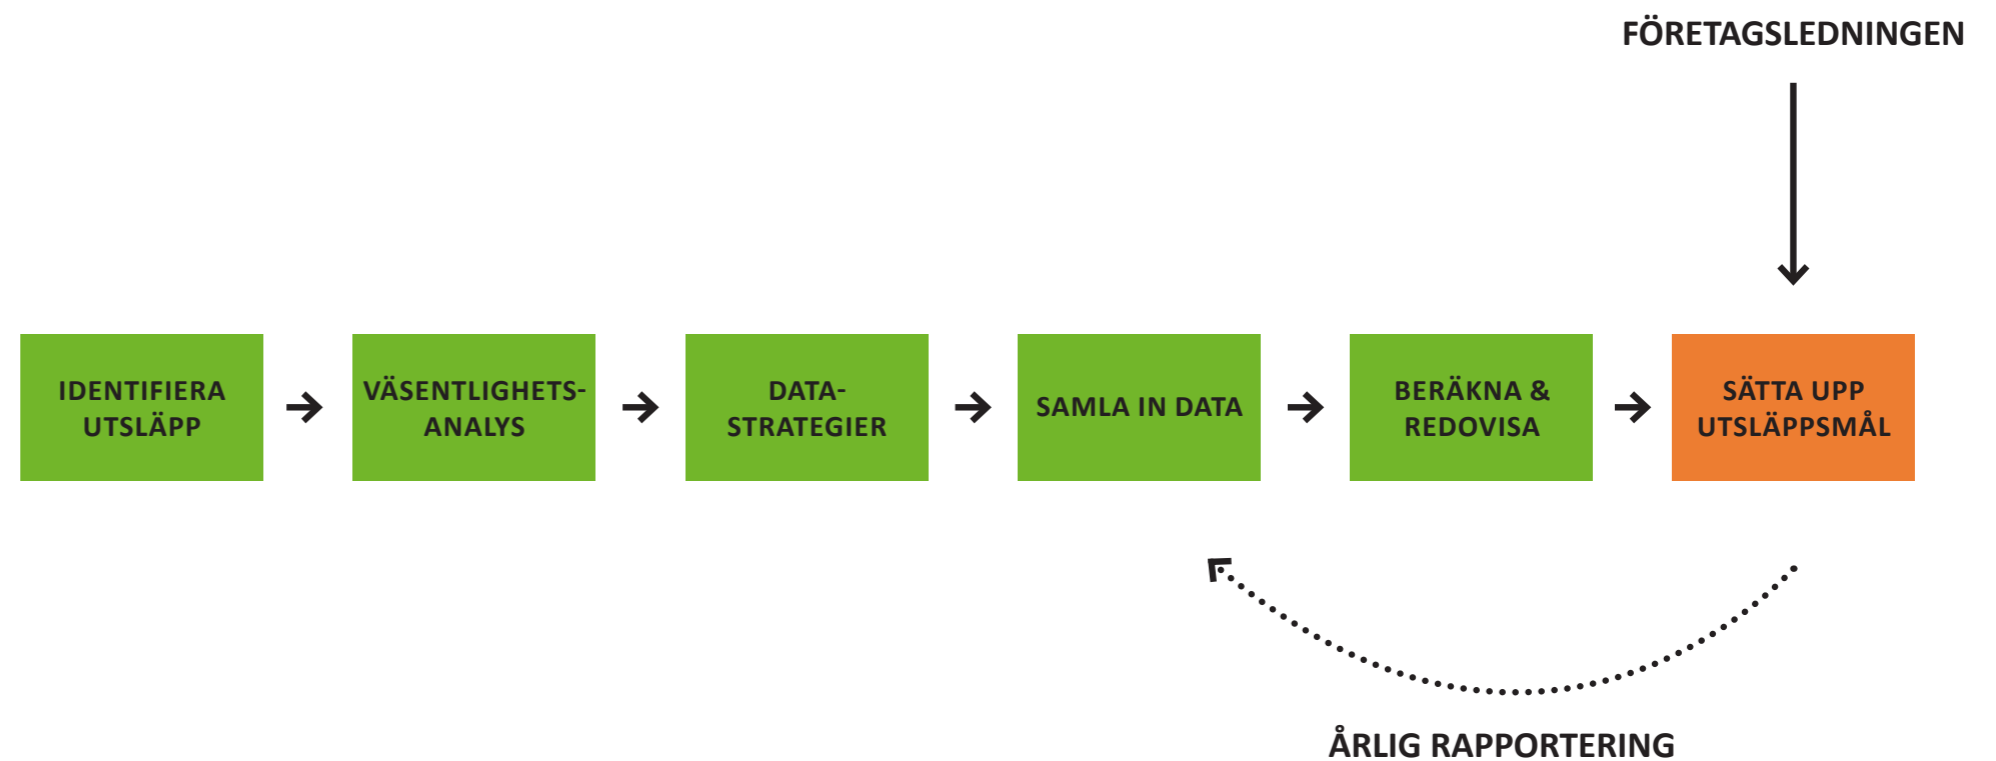 FÖRETAGSLEDNINGEN
IDENTIFIERA
UTSLÄPP
VÄSENTLIGHETS-
ANALYS
DATA-
STRATEGIER
SAMLA IN DATA
BERÄKNA &
REDOVISA
SÄTTA UPP
UTSLÄPPSMÅL
ÅRLIG RAPPORTERING